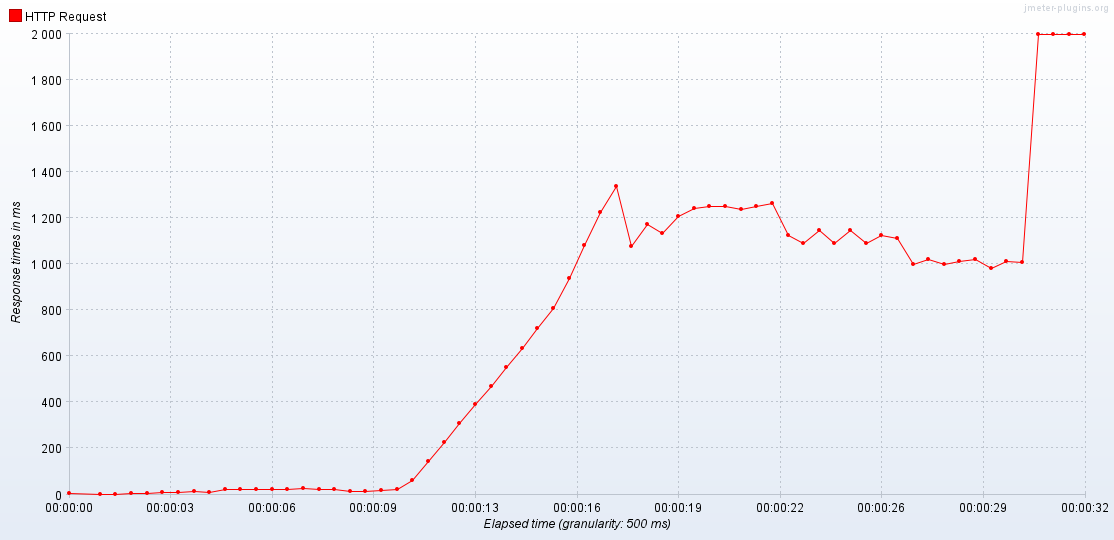 jmeter-plugins.org
HTTP Request
2 000
1 800
1 600
1 400
1 200
1 000
800
600
400
200
0
Response times in ms
00:00:00 00:00:03 00:00:06 00:00:09 00:00:13 00:00:16 00:00:19 00:00:22 00:00:26 00:00:29 00:00:32
Elapsed time (granularity: 500 ms)